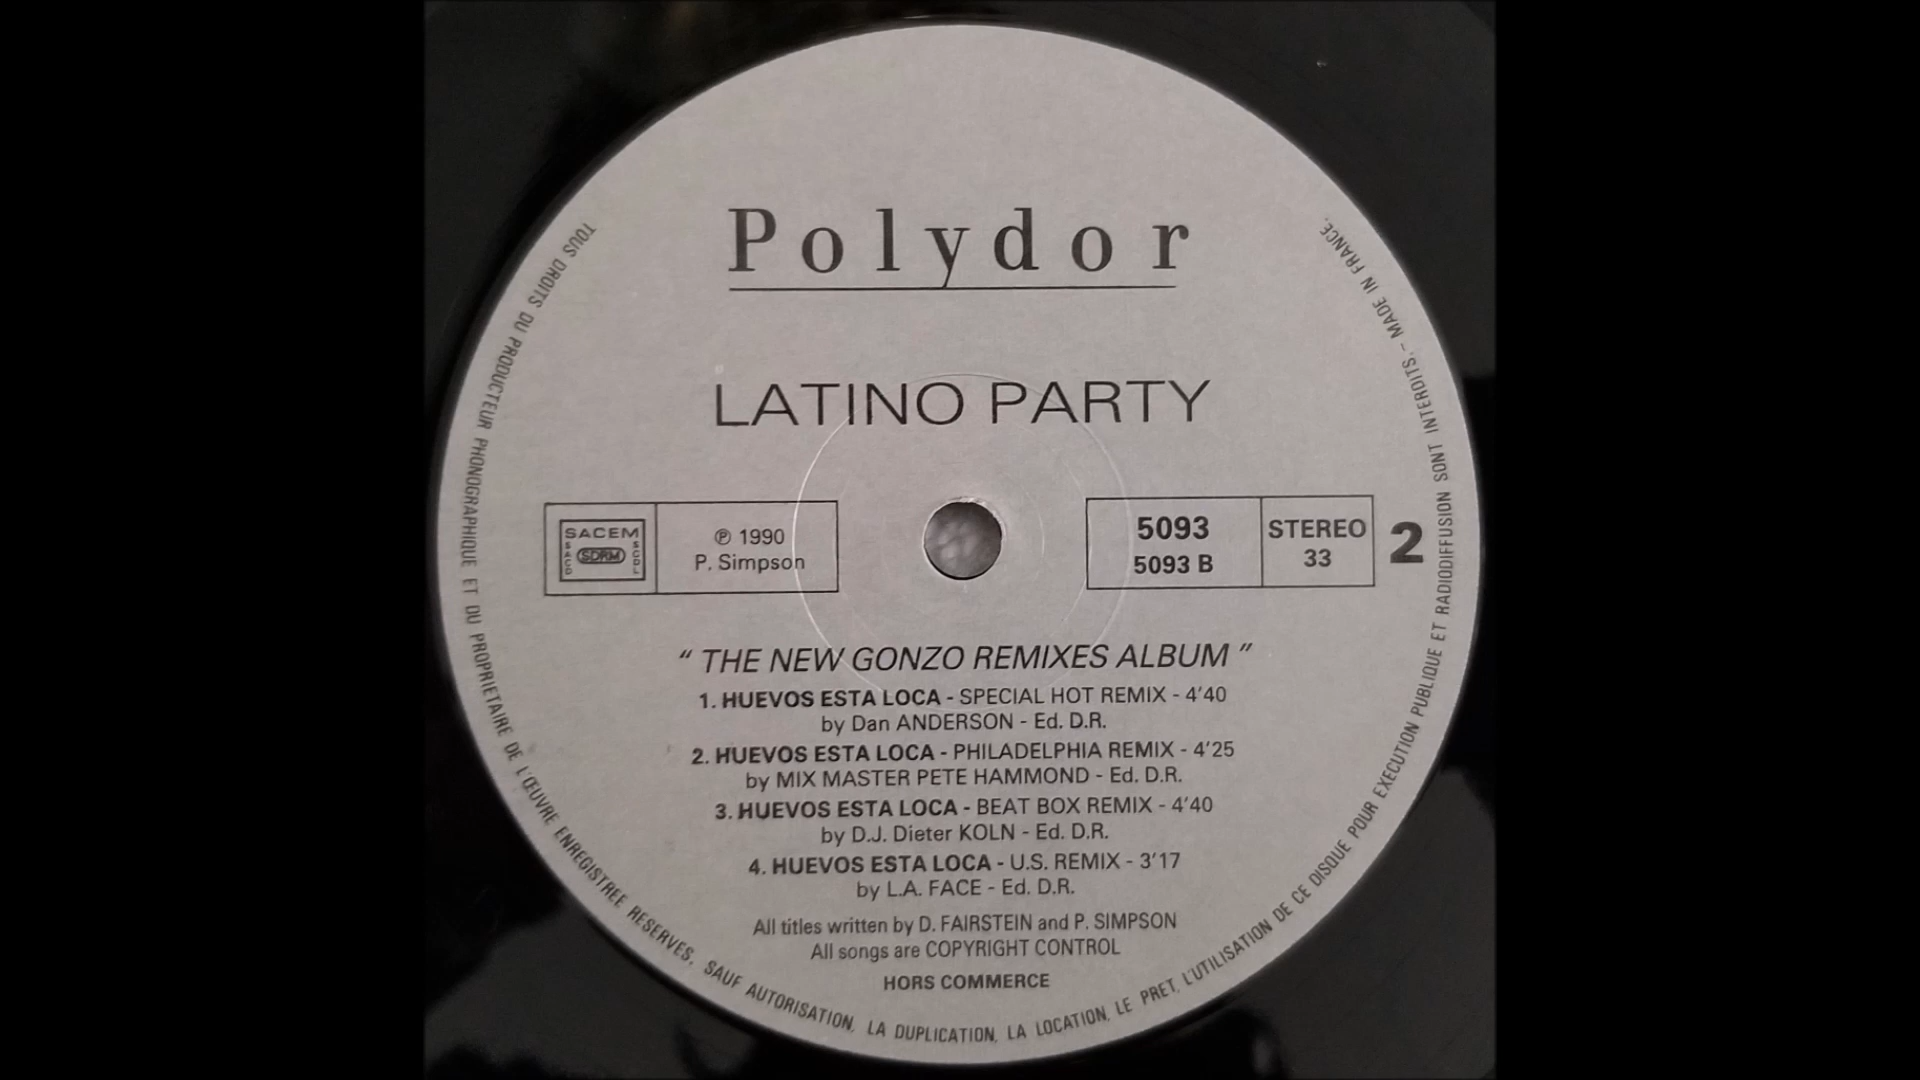 Polydor
LATINO PARTY
SACEM
SACD
SDRM
SCDL
℗ 1990
P. Simpson
5093
5093 B
STEREO
33
2
“ THE NEW GONZO REMIXES ALBUM ”
1. HUEVOS ESTA LOCA - SPECIAL HOT REMIX - 4'40
by Dan ANDERSON - Ed. D.R.
2. HUEVOS ESTA LOCA - PHILADELPHIA REMIX - 4'25
by MIX MASTER PETE HAMMOND - Ed. D.R.
3. HUEVOS ESTA LOCA - BEAT BOX REMIX - 4'40
by D.J. Dieter KOLN - Ed. D.R.
4. HUEVOS ESTA LOCA - U.S. REMIX - 3'17
by L.A. FACE - Ed. D.R.
All titles written by D. FAIRSTEIN and P. SIMPSON
All songs are COPYRIGHT CONTROL
HORS COMMERCE
TOUS DROITS DU PRODUCTEUR PHONOGRAPHIQUE ET DU PROPRIETAIRE DE L'ŒUVRE ENREGISTREE RESERVES. SAUF AUTORISATION, LA DUPLICATION, LA LOCATION, LE PRET, L'UTILISATION DE CE DISQUE POUR EXECUTION PUBLIQUE ET RADIODIFFUSION SONT INTERDITS. - MADE IN FRANCE.